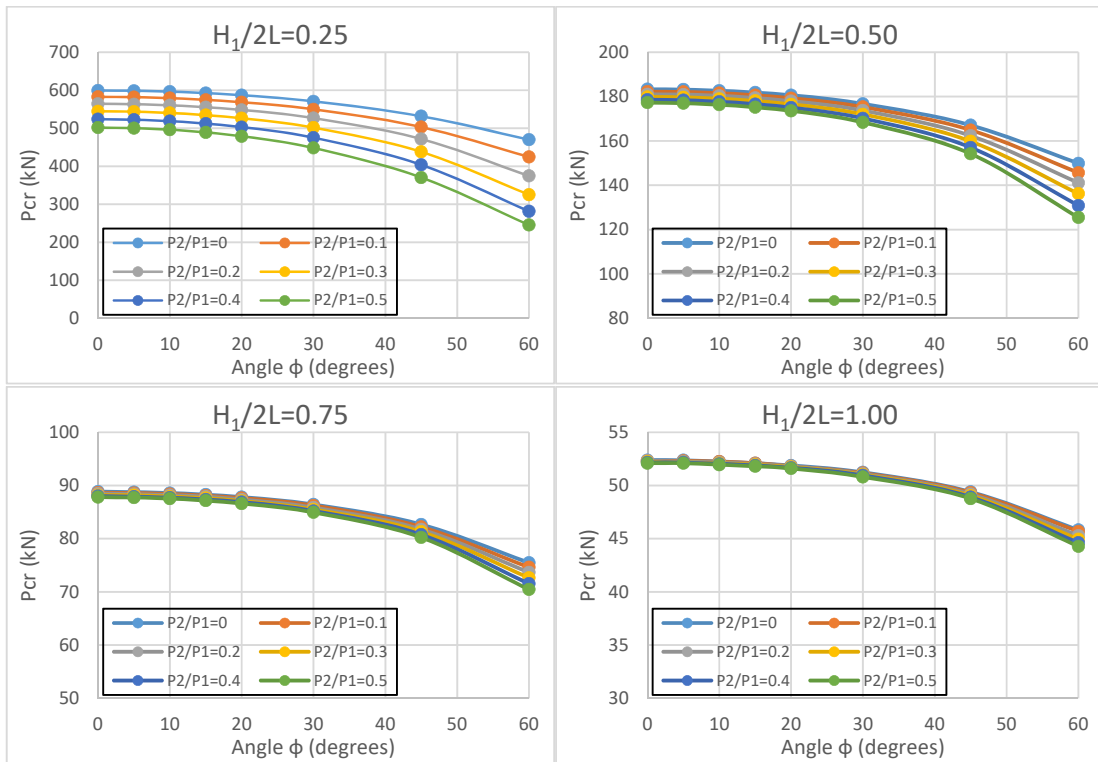 H1/2L=0.25
700
600
500
400
300
200
100
0
Pcr (kN)
P2/P1=0 P2/P1=0.1
P2/P1=0.2 P2/P1=0.3
P2/P1=0.4 P2/P1=0.5
0 10 20 30 40 50 60
Angle ϕ (degrees)
H1/2L=0.50
200
180
160
140
120
100
80
Pcr (kN)
P2/P1=0 P2/P1=0.1
P2/P1=0.2 P2/P1=0.3
P2/P1=0.4 P2/P1=0.5
0 10 20 30 40 50 60
Angle ϕ (degrees)
H1/2L=0.75
100
90
80
70
60
50
Pcr (kN)
P2/P1=0 P2/P1=0.1
P2/P1=0.2 P2/P1=0.3
P2/P1=0.4 P2/P1=0.5
0 10 20 30 40 50 60
Angle ϕ (degrees)
H1/2L=1.00
55
50
45
40
35
30
Pcr (kN)
P2/P1=0 P2/P1=0.1
P2/P1=0.2 P2/P1=0.3
P2/P1=0.4 P2/P1=0.5
0 10 20 30 40 50 60
Angle ϕ (degrees)